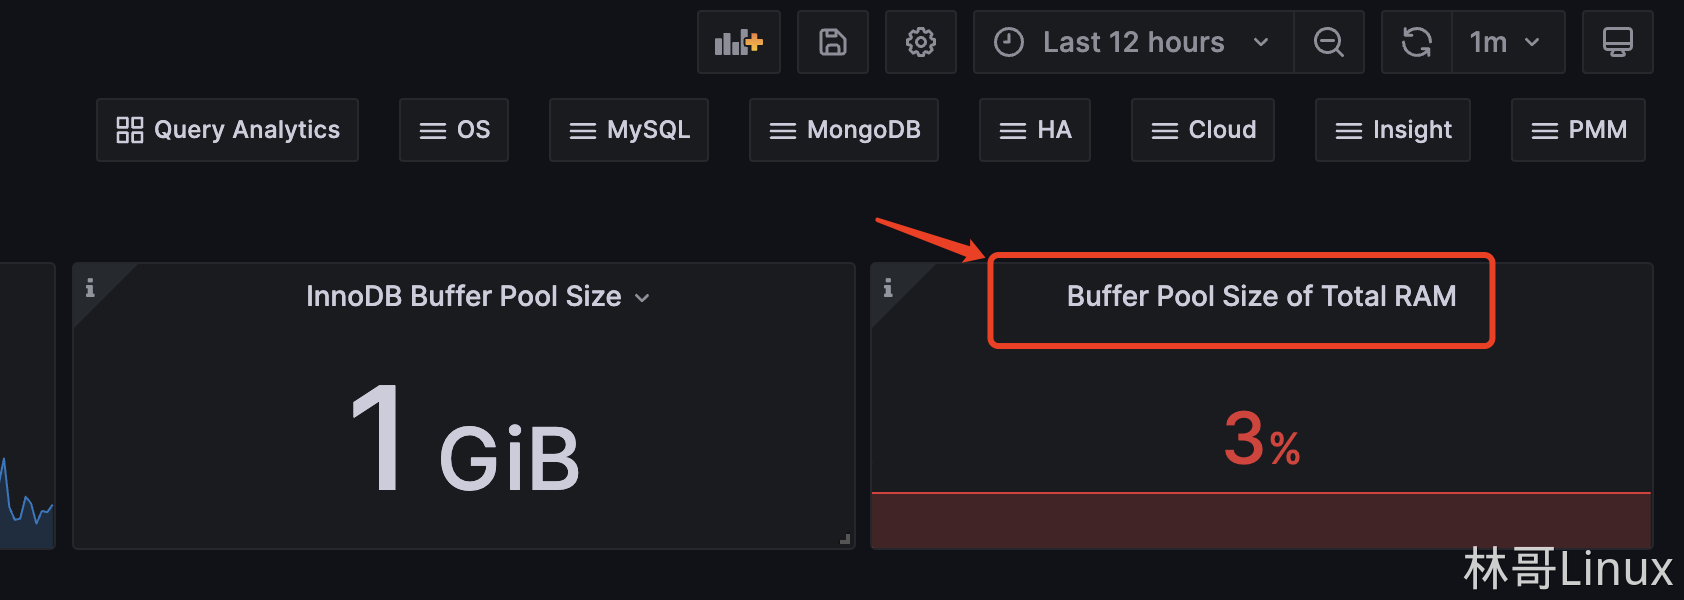 Last 12 hours
1m
Query Analytics
OS
MySQL
MongoDB
HA
Cloud
Insight
PMM
InnoDB Buffer Pool Size
1 GiB
Buffer Pool Size of Total RAM
3%
林哥Linux